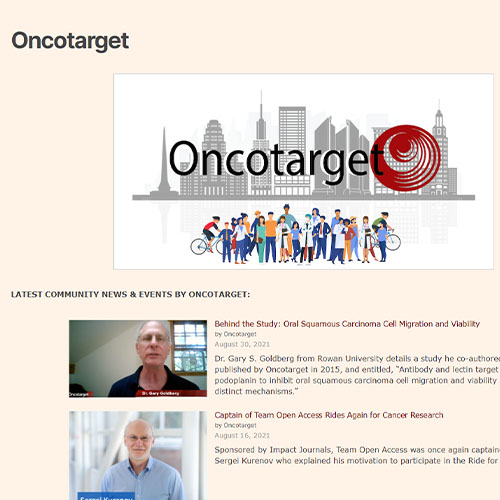 Oncotarget
Oncotarget
LATEST COMMUNITY NEWS & EVENTS BY ONCOTARGET:
Behind the Study: Oral Squamous Carcinoma Cell Migration and Viability
by Oncotarget
August 30, 2021
Dr. Gary S. Goldberg from Rowan University details a study he co-authored
published by Oncotarget in 2015, and entitled, “Antibody and lectin target
podoplanin to inhibit oral squamous carcinoma cell migration and viability
distinct mechanisms.”
Oncotarget
Dr. Gary Goldberg
Captain of Team Open Access Rides Again for Cancer Research
by Oncotarget
August 16, 2021
Sponsored by Impact Journals, Team Open Access was once again captain
Sergei Kurenov who explained his motivation to participate in the Ride for
Sergei Kurenov